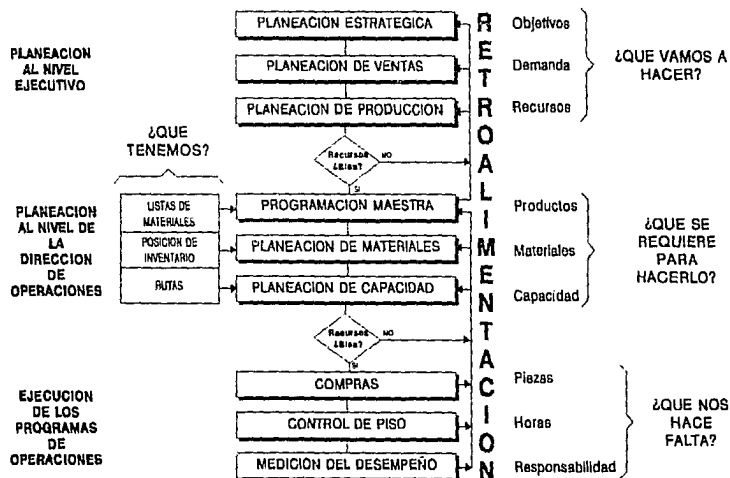 PLANEACION
AL NIVEL
EJECUTIVO
PLANEACION ESTRATEGICA
PLANEACION DE VENTAS
PLANEACION DE PRODUCCION
Recursos
¿Bien?
NO
SI
Objetivos
Demanda
Recursos
¿QUE VAMOS A
HACER?
RETROALIMENTACION
¿QUE
TENEMOS?
PLANEACION
AL NIVEL DE
LA
DIRECCION
DE
OPERACIONES
LISTAS DE
MATERIALES
POSICION DE
INVENTARIO
RUTAS
PROGRAMACION MAESTRA
PLANEACION DE MATERIALES
PLANEACION DE CAPACIDAD
Recursos
¿Bien?
NO
SI
Productos
Materiales
Capacidad
¿QUE SE
REQUIERE
PARA
HACERLO?
EJECUCION
DE LOS
PROGRAMAS
DE
OPERACIONES
COMPRAS
CONTROL DE PISO
MEDICION DEL DESEMPEÑO
Piezas
Horas
Responsabilidad
¿QUE NOS
HACE
FALTA?